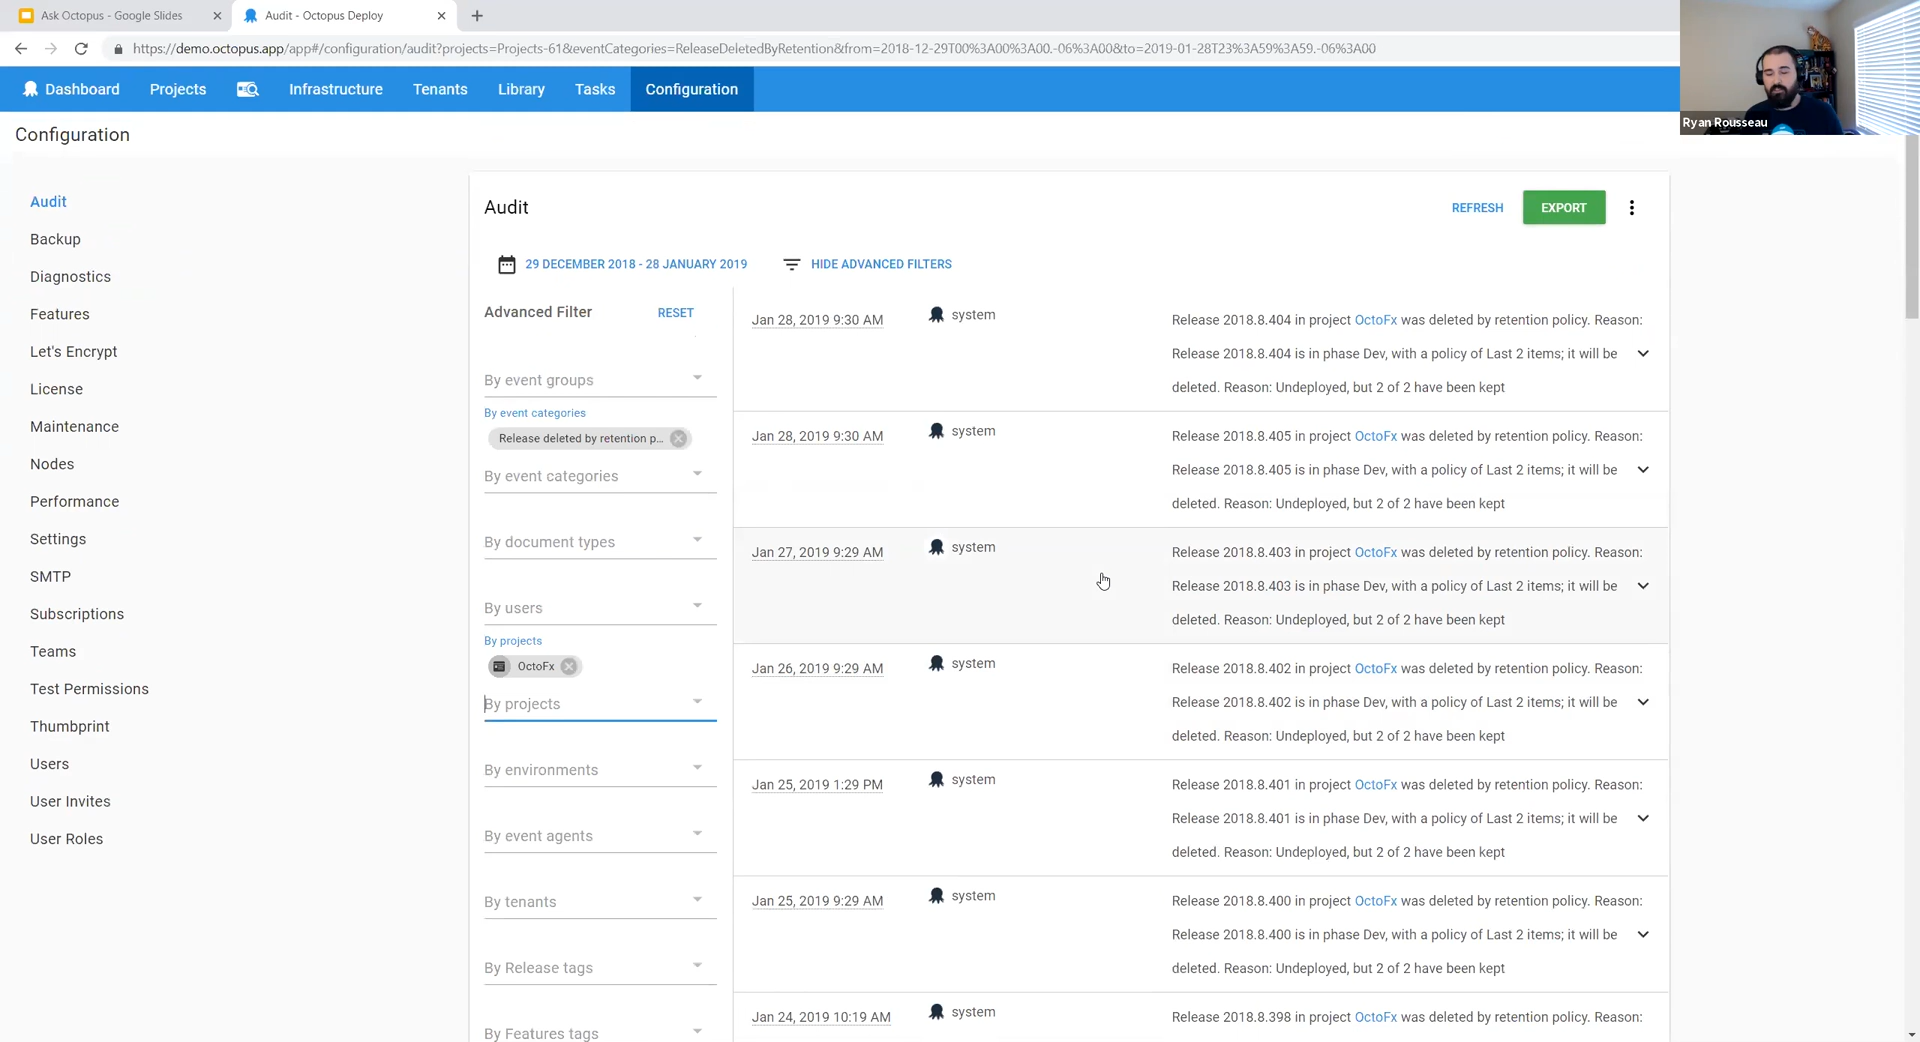 Ask Octopus - Google Slides
Audit - Octopus Deploy
https://demo.octopus.app/app#/configuration/audit?projects=Projects-61&eventCategories=ReleaseDeletedByRetention&from=2018-12-29T00%3A00%3A00.-06%3A00&to=2019-01-28T23%3A59%3A59.-06%3A00
Dashboard Projects Infrastructure Tenants Library Tasks Configuration
Ryan Rousseau
Configuration
Audit
Backup
Diagnostics
Features
Let's Encrypt
License
Maintenance
Nodes
Performance
Settings
SMTP
Subscriptions
Teams
Test Permissions
Thumbprint
Users
User Invites
User Roles
Audit
REFRESH
EXPORT
29 DECEMBER 2018 - 28 JANUARY 2019
HIDE ADVANCED FILTERS
Advanced Filter
RESET
By event groups
By event categories
Release deleted by retention p...
By event categories
By document types
By users
By projects
OctoFx
By projects
By environments
By event agents
By tenants
By Release tags
By Features tags
Jan 28, 2019 9:30 AM
system
Release 2018.8.404 in project OctoFx was deleted by retention policy. Reason:
Release 2018.8.404 is in phase Dev, with a policy of Last 2 items; it will be
deleted. Reason: Undeployed, but 2 of 2 have been kept
Jan 28, 2019 9:30 AM
system
Release 2018.8.405 in project OctoFx was deleted by retention policy. Reason:
Release 2018.8.405 is in phase Dev, with a policy of Last 2 items; it will be
deleted. Reason: Undeployed, but 2 of 2 have been kept
Jan 27, 2019 9:29 AM
system
Release 2018.8.403 in project OctoFx was deleted by retention policy. Reason:
Release 2018.8.403 is in phase Dev, with a policy of Last 2 items; it will be
deleted. Reason: Undeployed, but 2 of 2 have been kept
Jan 26, 2019 9:29 AM
system
Release 2018.8.402 in project OctoFx was deleted by retention policy. Reason:
Release 2018.8.402 is in phase Dev, with a policy of Last 2 items; it will be
deleted. Reason: Undeployed, but 2 of 2 have been kept
Jan 25, 2019 1:29 PM
system
Release 2018.8.401 in project OctoFx was deleted by retention policy. Reason:
Release 2018.8.401 is in phase Dev, with a policy of Last 2 items; it will be
deleted. Reason: Undeployed, but 2 of 2 have been kept
Jan 25, 2019 9:29 AM
system
Release 2018.8.400 in project OctoFx was deleted by retention policy. Reason:
Release 2018.8.400 is in phase Dev, with a policy of Last 2 items; it will be
deleted. Reason: Undeployed, but 2 of 2 have been kept
Jan 24, 2019 10:19 AM
system
Release 2018.8.398 in project OctoFx was deleted by retention policy. Reason: